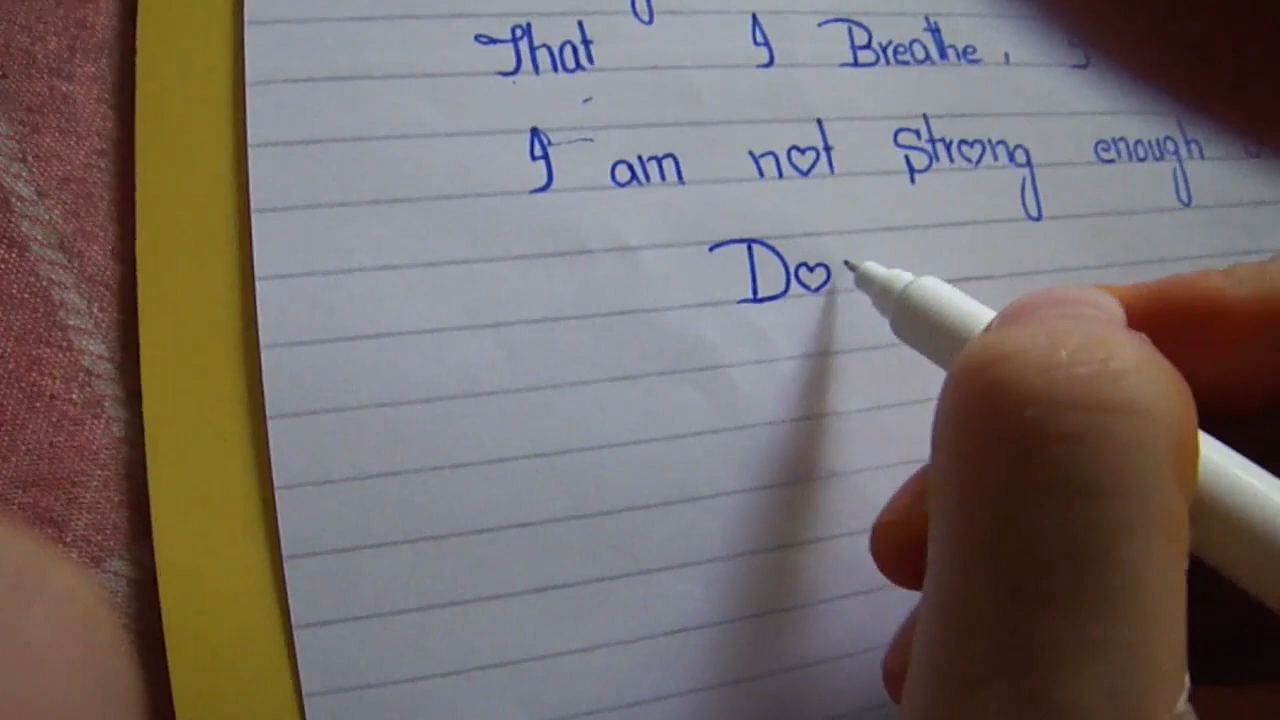 That I Breathe,
I am not strong enough
Do